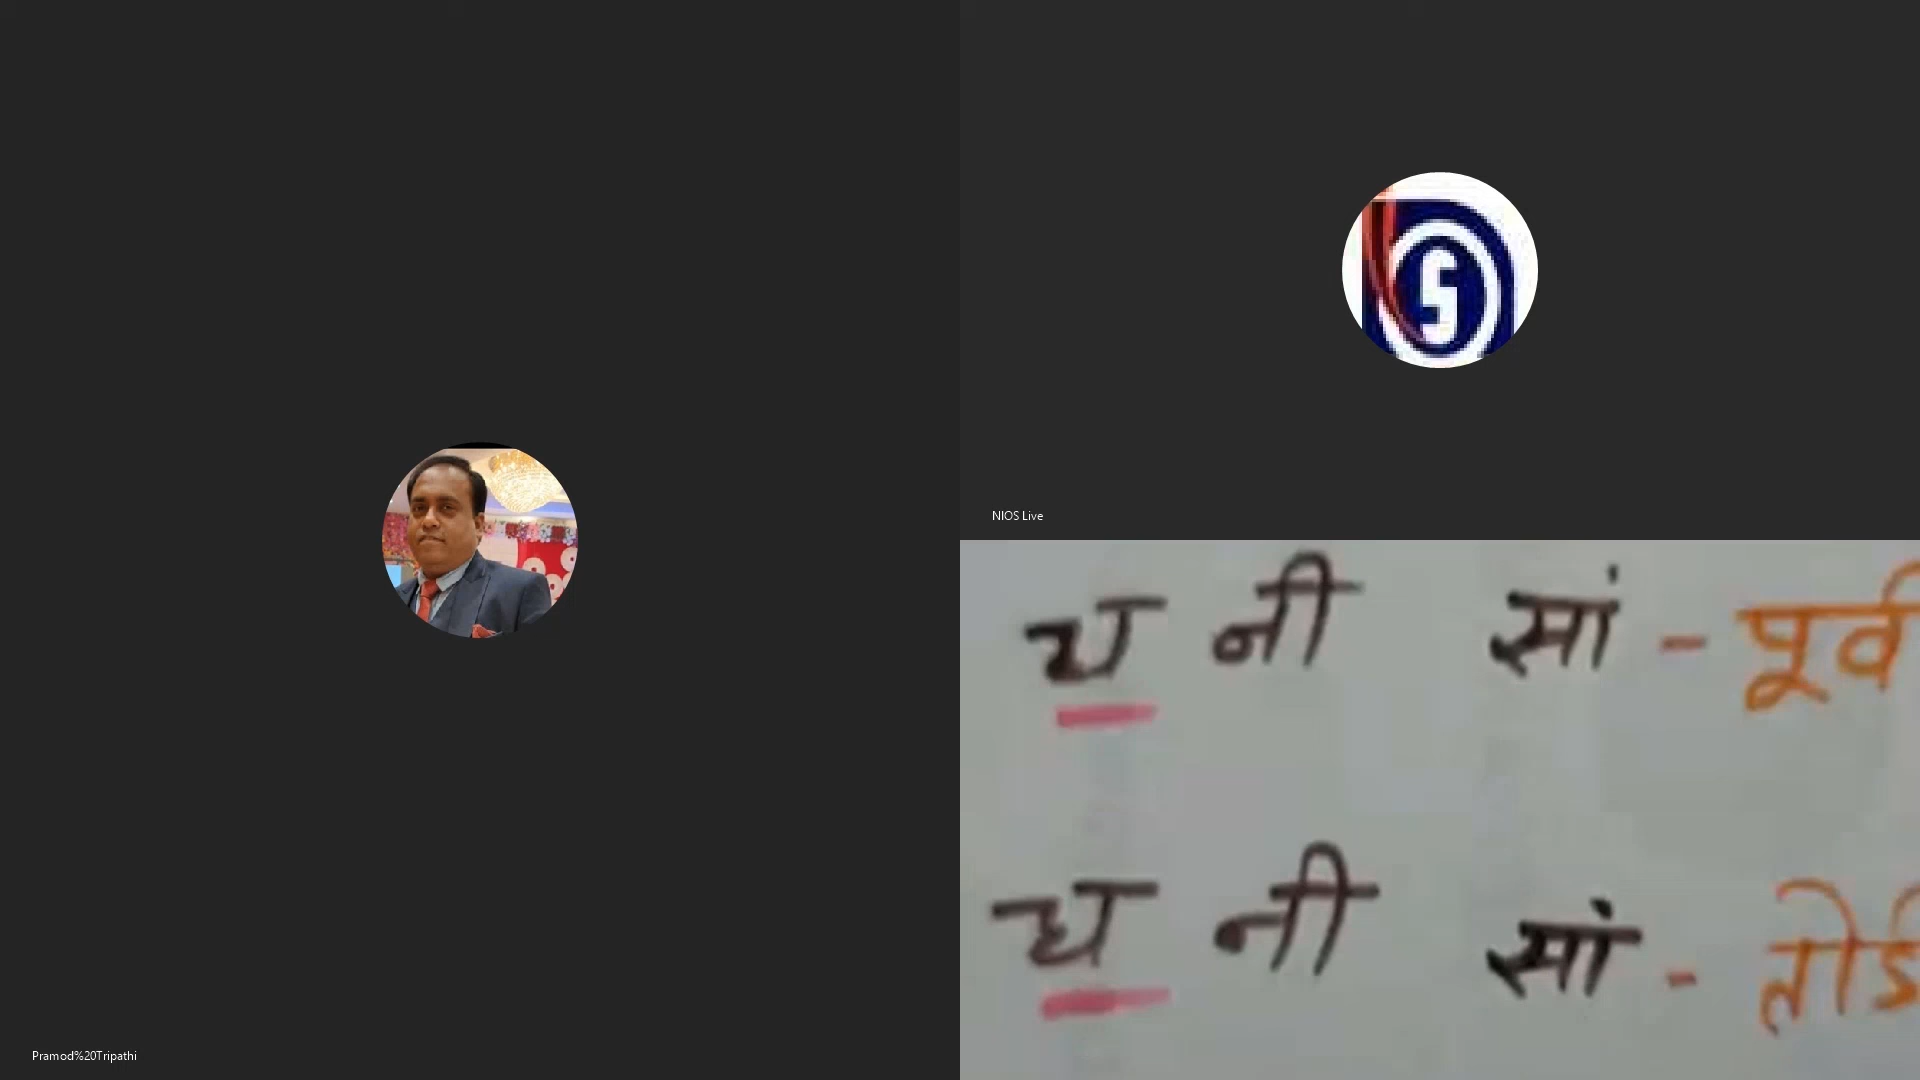 NIOS Live
ध नी सां - पूर्व
ध नी सां - तोड
Pramod%20Tripathi